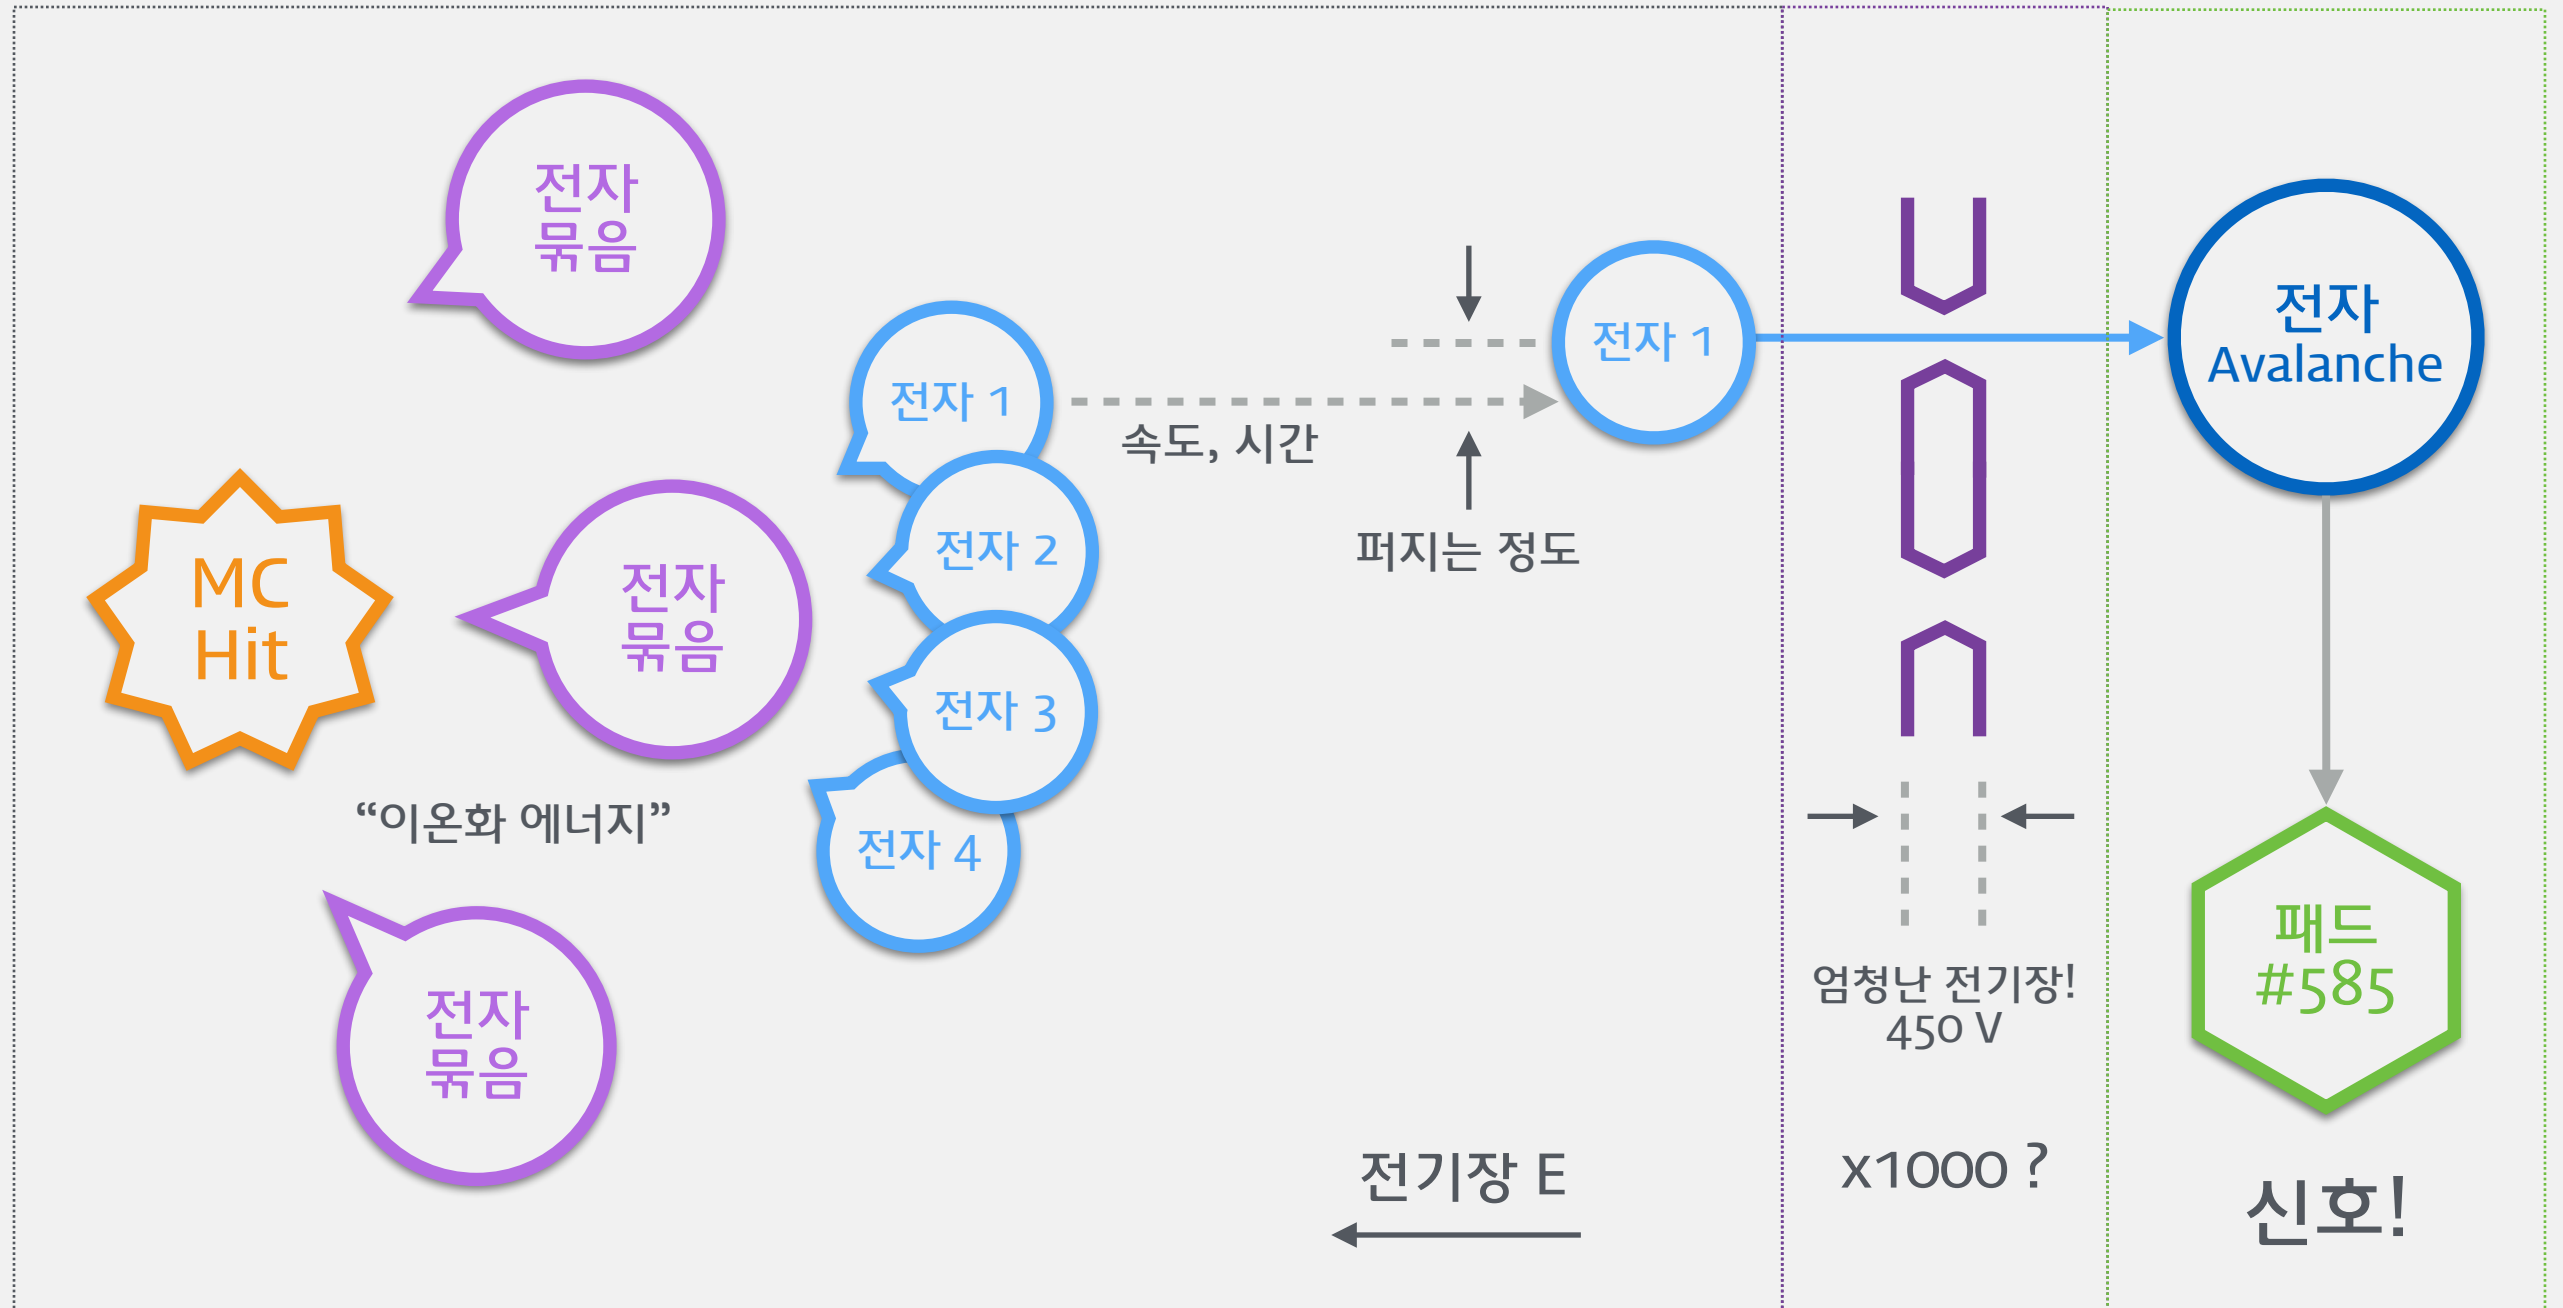 전자
묶음
MC
Hit
전자
묶음
“이온화 에너지”
전자
묶음
전자 1
전자 2
전자 3
전자 4
속도, 시간
퍼지는 정도
전자 1
전기장 E
엄청난 전기장!
450 V
x1000 ?
전자
Avalanche
패드
#585
신호!